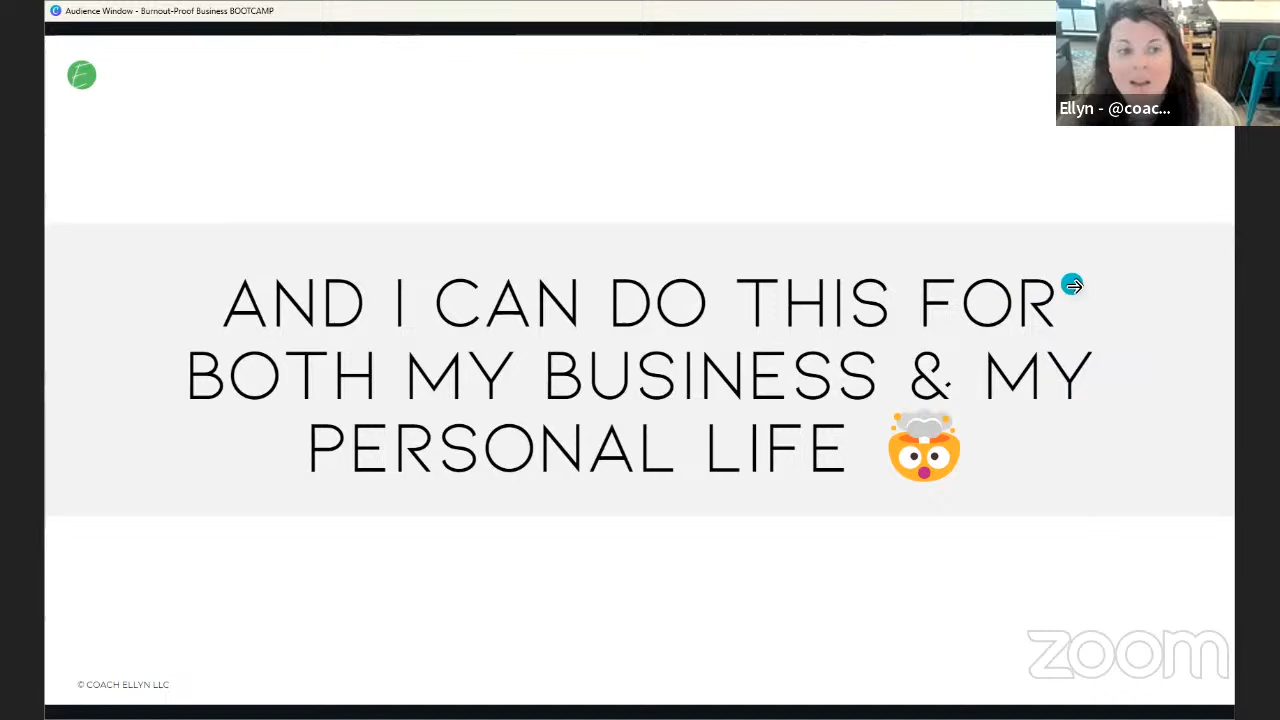 Audience Window - Burnout-Proof Business BOOTCAMP
E
Ellyn - @coac...
AND I CAN DO THIS FOR
BOTH MY BUSINESS & MY
PERSONAL LIFE 🤯
zoom
© COACH ELLYN LLC